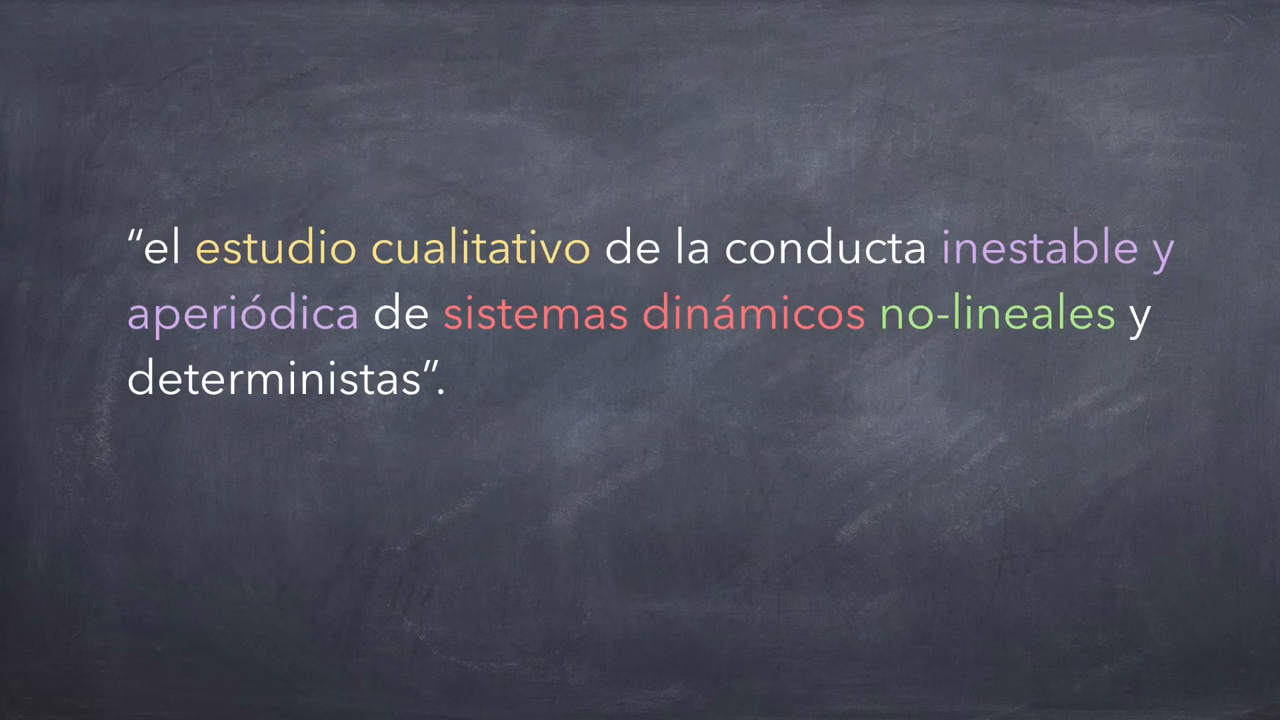 “el estudio cualitativo de la conducta inestable y
aperiódica de sistemas dinámicos no-lineales y
deterministas”.